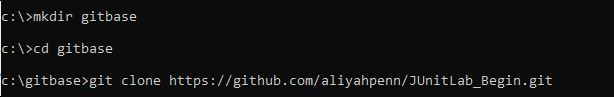 c:\>mkdir gitbase
c:\>cd gitbase
c:\gitbase>git clone https://github.com/aliyahpenn/JUnitLab_Begin.git